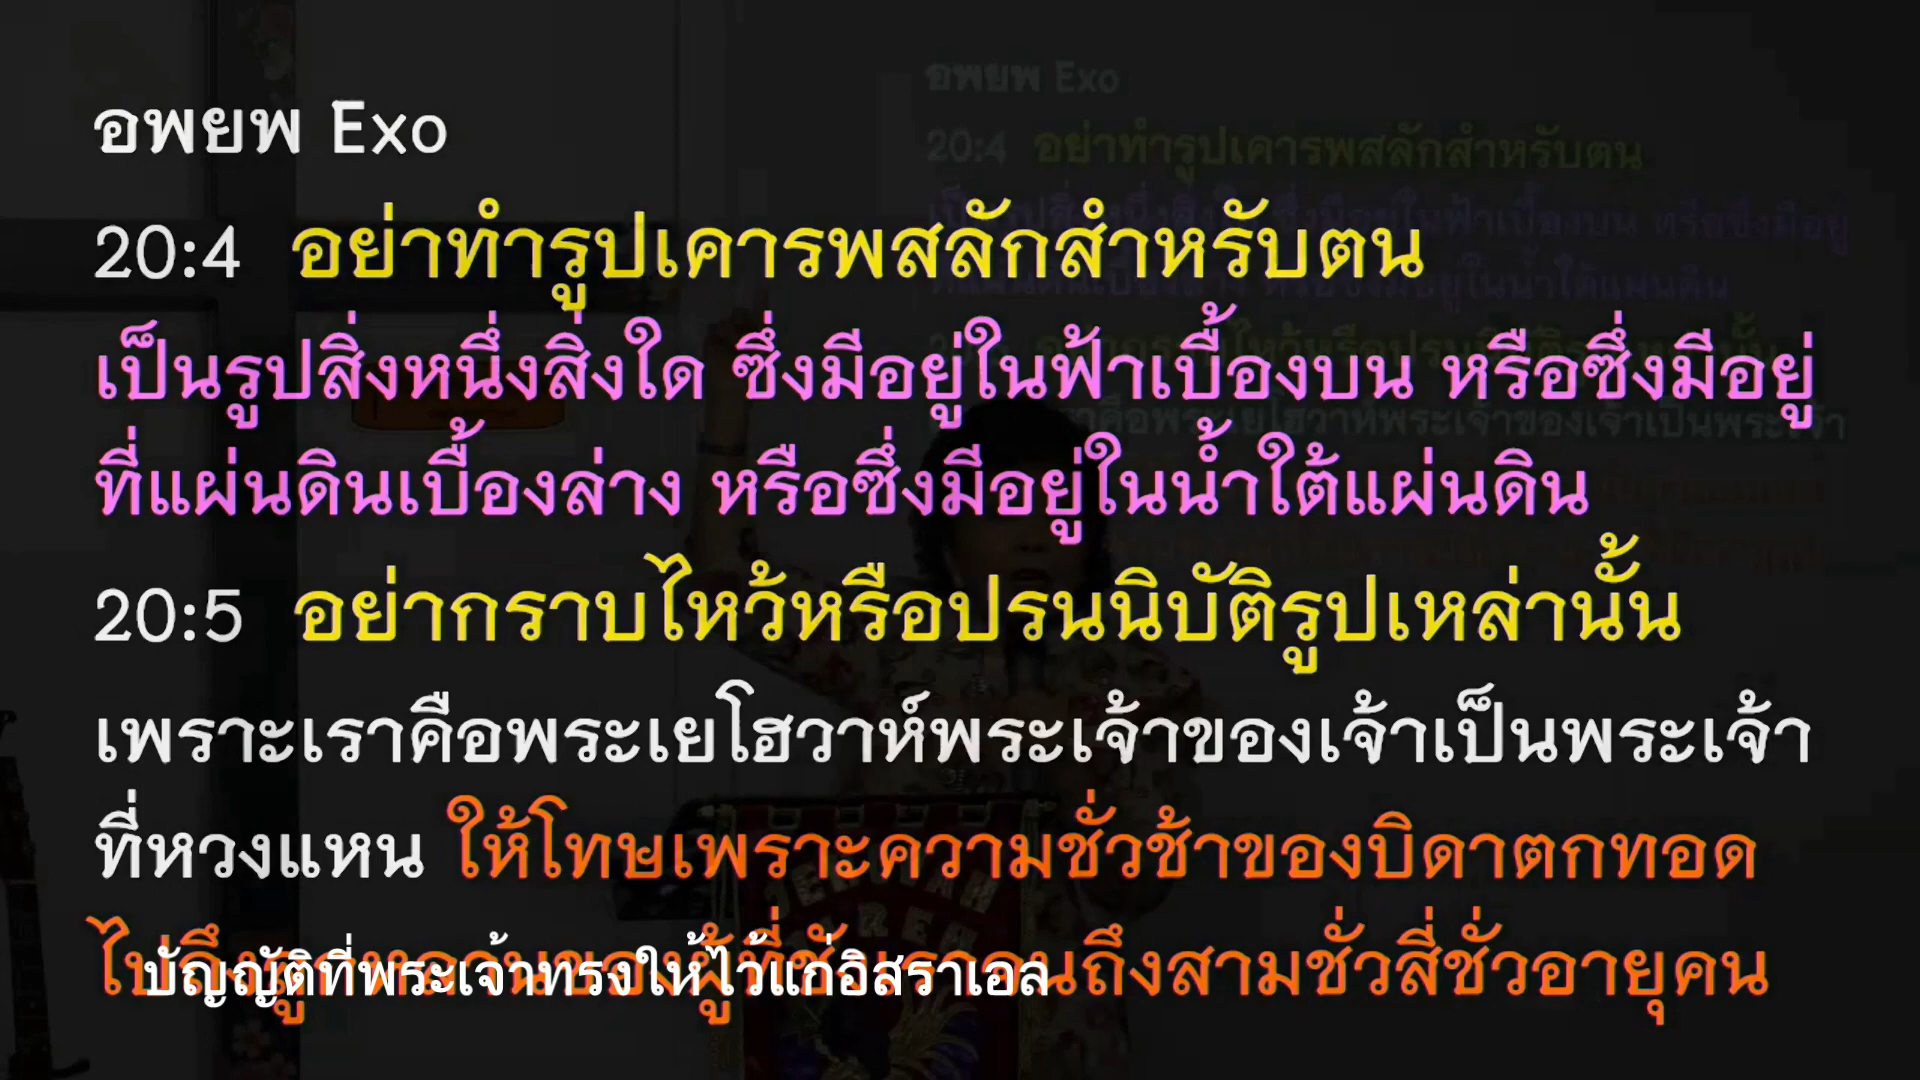 อพยพ Exo
20:4 อย่าทำรูปเคารพสลักสำหรับตน
เป็นรูปสิ่งหนึ่งสิ่งใด ซึ่งมีอยู่ในฟ้าเบื้องบน หรือซึ่งมีอยู่
ที่แผ่นดินเบื้องล่าง หรือซึ่งมีอยู่ในน้ำใต้แผ่นดิน
20:5 อย่ากราบไหว้หรือปรนนิบัติรูปเหล่านั้น
เพราะเราคือพระเยโฮวาห์พระเจ้าของเจ้าเป็นพระเจ้า
ที่หวงแหน ให้โทษเพราะความชั่วช้าของบิดาตกทอด
ถึงสามชั่วสี่ชั่วอายุคน
บัญญัติที่พระเจ้าทรงให้ไว้แก่อิสราเอล